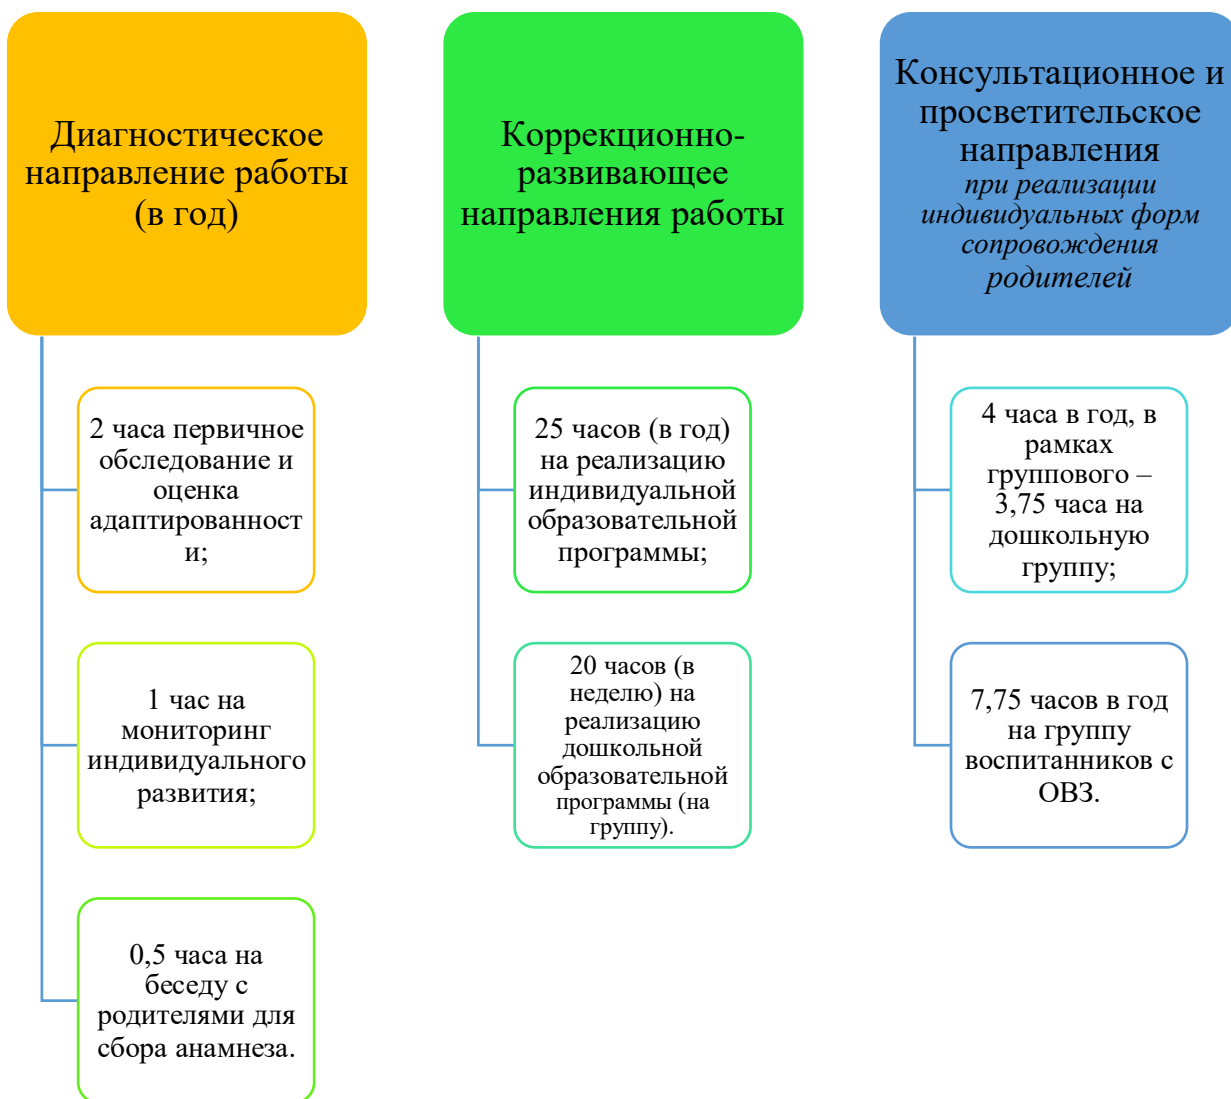 Диагностическое
направление работы
(в год)
2 часа первичное
обследование и
оценка
адаптированност
и;
1 час на
мониторинг
индивидуального
развития;
0,5 часа на
беседу с
родителями для
сбора анамнеза.
Коррекционно-
развивающее
направления работы
25 часов (в год)
на реализацию
индивидуальной
образовательной
программы;
20 часов (в
неделю) на
реализацию
дошкольной
образовательной
программы (на
группу).
Консультационное и
просветительское
направления
при реализации
индивидуальных форм
сопровождения
родителей
4 часа в год, в
рамках
группового –
3,75 часа на
дошкольную
группу;
7,75 часов в год
на группу
воспитанников с
ОВЗ.